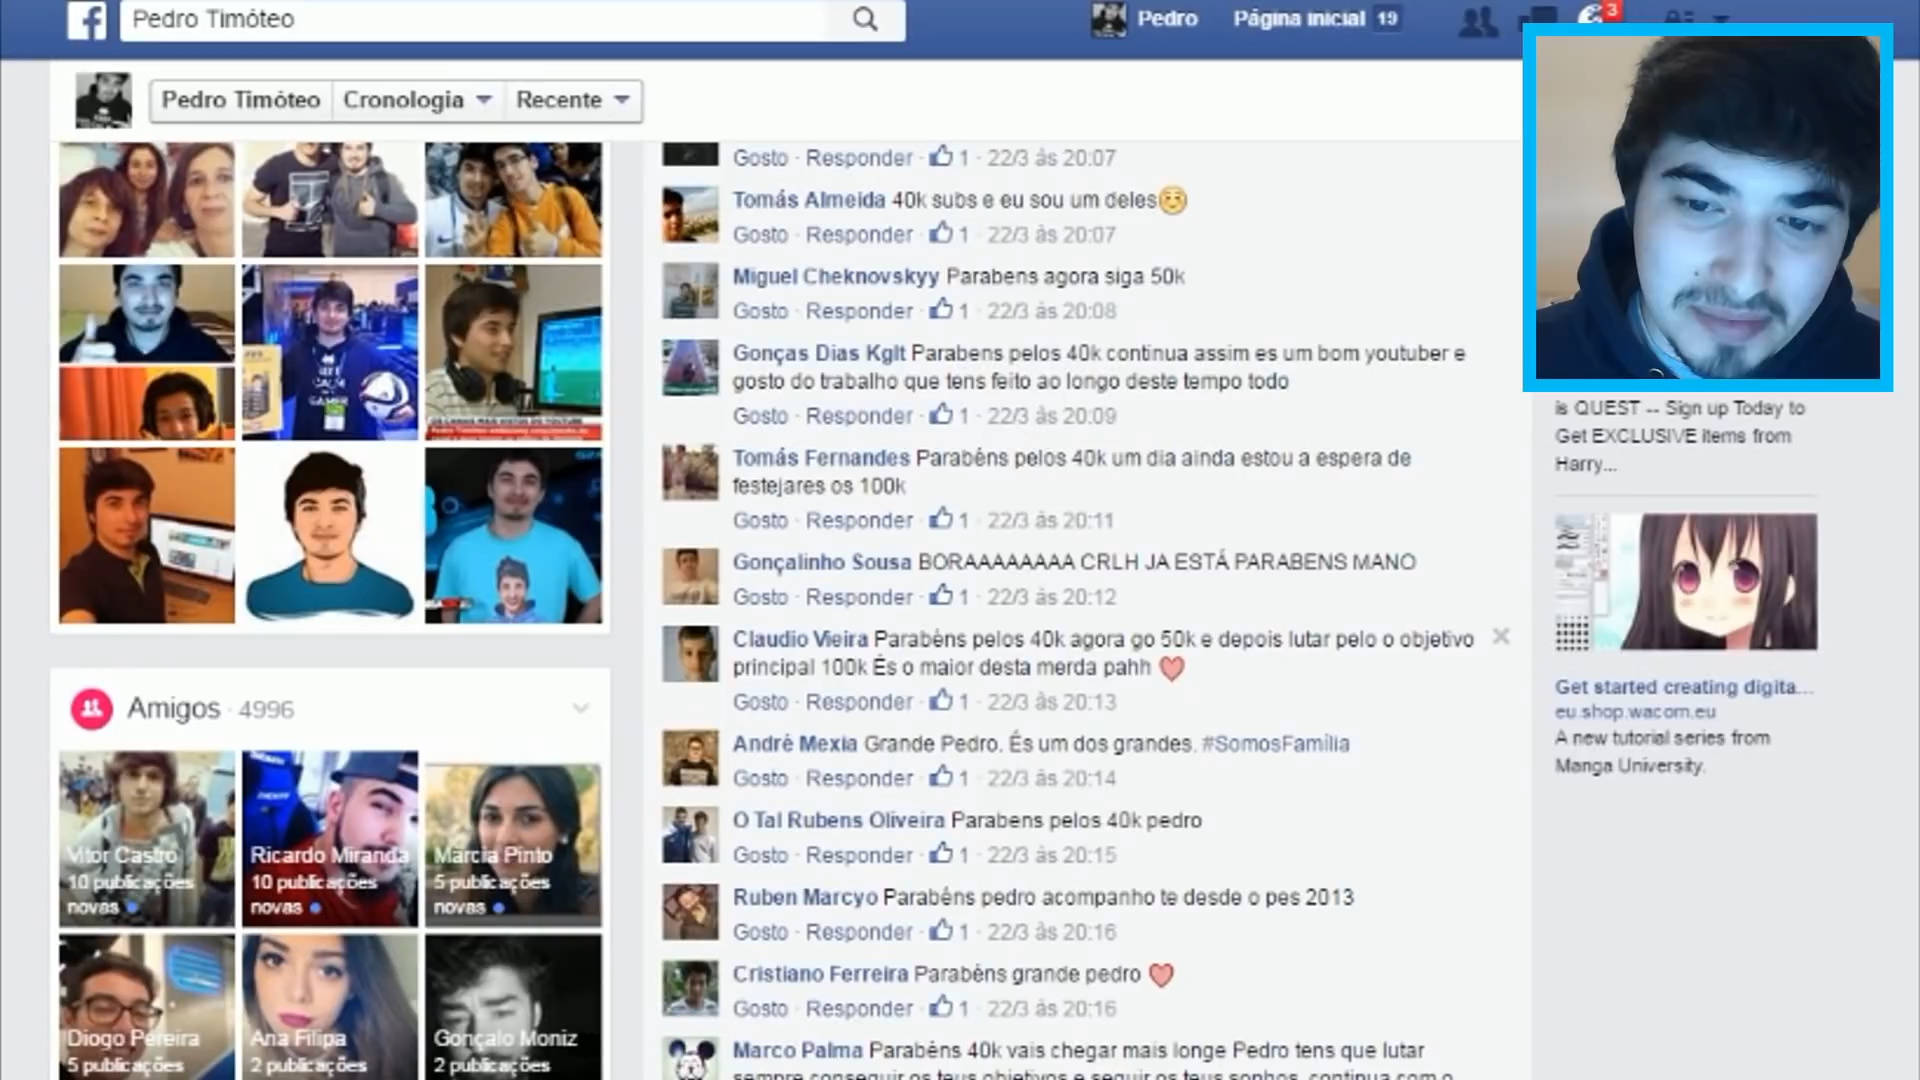 Pedro Timóteo
Pedro
Página inicial 19
3
Pedro Timóteo
Cronologia
Recente
Gosto · Responder · 1 · 22/3 às 20:07
Tomás Almeida 40k subs e eu sou um deles☺
Gosto · Responder · 1 · 22/3 às 20:07
Miguel Cheknovskyy Parabens agora siga 50k
Gosto · Responder · 1 · 22/3 às 20:08
Gonças Dias Kglt Parabens pelos 40k continua assim es um bom youtuber e
gosto do trabalho que tens feito ao longo deste tempo todo
Gosto · Responder · 1 · 22/3 às 20:09
Tomás Fernandes Parabéns pelos 40k um dia ainda estou a espera de
festejares os 100k
Gosto · Responder · 1 · 22/3 às 20:11
Gonçalinho Sousa BORAAAAAAAA CRLH JA ESTÁ PARABENS MANO
Gosto · Responder · 1 · 22/3 às 20:12
Claudio Vieira Parabéns pelos 40k agora go 50k e depois lutar pelo o objetivo
principal 100k És o maior desta merda pahh ❤
Gosto · Responder · 1 · 22/3 às 20:13
André Mexia Grande Pedro. És um dos grandes. #SomosFamília
Gosto · Responder · 1 · 22/3 às 20:14
O Tal Rubens Oliveira Parabens pelos 40k pedro
Gosto · Responder · 1 · 22/3 às 20:15
Ruben Marcyo Parabéns pedro acompanho te desde o pes 2013
Gosto · Responder · 1 · 22/3 às 20:16
Cristiano Ferreira Parabéns grande pedro ❤
Gosto · Responder · 1 · 22/3 às 20:16
Marco Palma Parabéns 40k vais chegar mais longe Pedro tens que lutar
sempre conseguir os teus objetivos e seguir os teus sonhos, continua com o
Amigos · 4996
Vitor Castro
10 publicações
novas
Ricardo Miranda
10 publicações
novas
Marcia Pinto
5 publicações
novas
Diogo Pereira
5 publicações
Ana Filipa
2 publicações
Gonçalo Moniz
2 publicações
is QUEST -- Sign up Today to
Get EXCLUSIVE items from
Harry...
Get started creating digita...
eu.shop.wacom.eu
A new tutorial series from
Manga University.